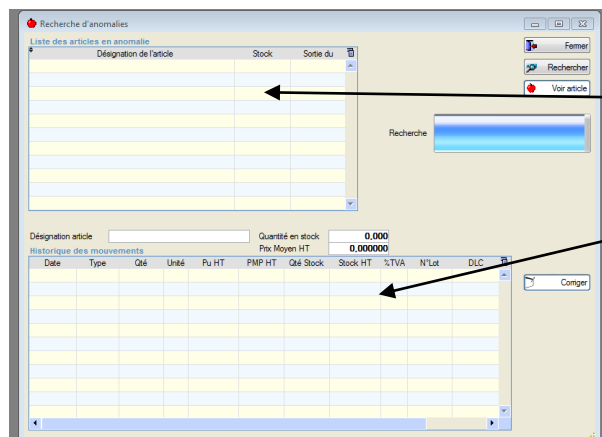 Recherche d'anomalies
Liste des articles en anomalie
Désignation de l'article Stock Sortie du
Fermer
Rechercher
Voir article
Recherche
Désignation article Quantité en stock 0,000
Prix Moyen HT 0,000000
Historique des mouvements
Date Type Qté Unité Pu HT PMP HT Qté Stock Stock HT %TVA N°Lot DLC
Corriger